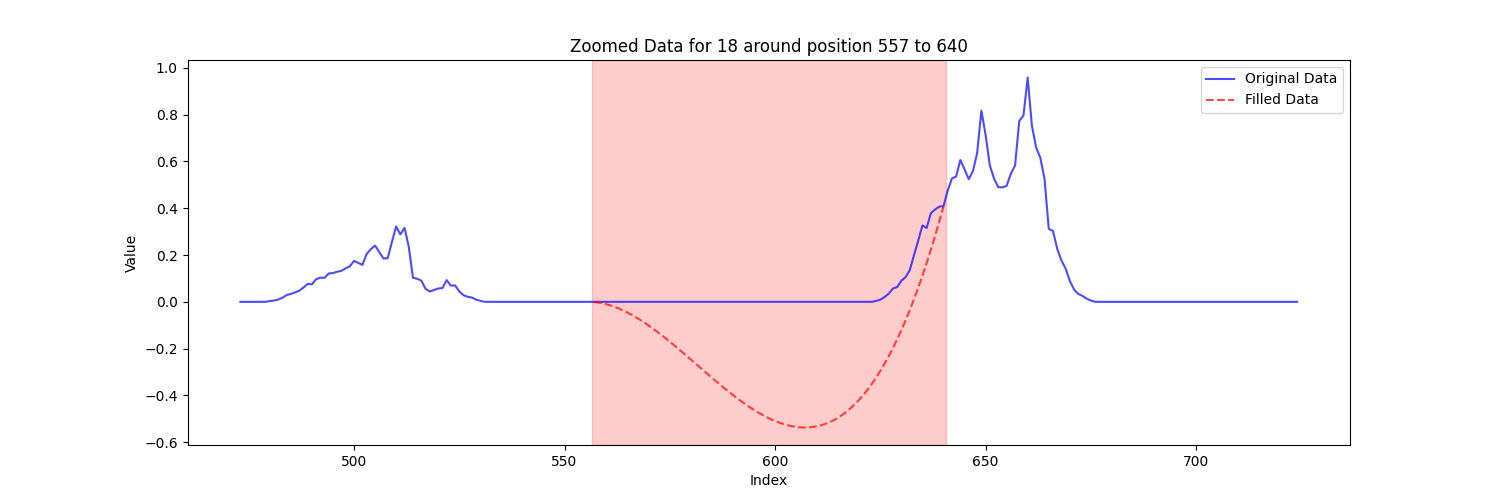 Zoomed Data for 18 around position 557 to 640
1.0
0.8
0.6
0.4
0.2
0.0
−0.2
−0.4
−0.6
Value
500
550
600
650
700
Index
Original Data
Filled Data